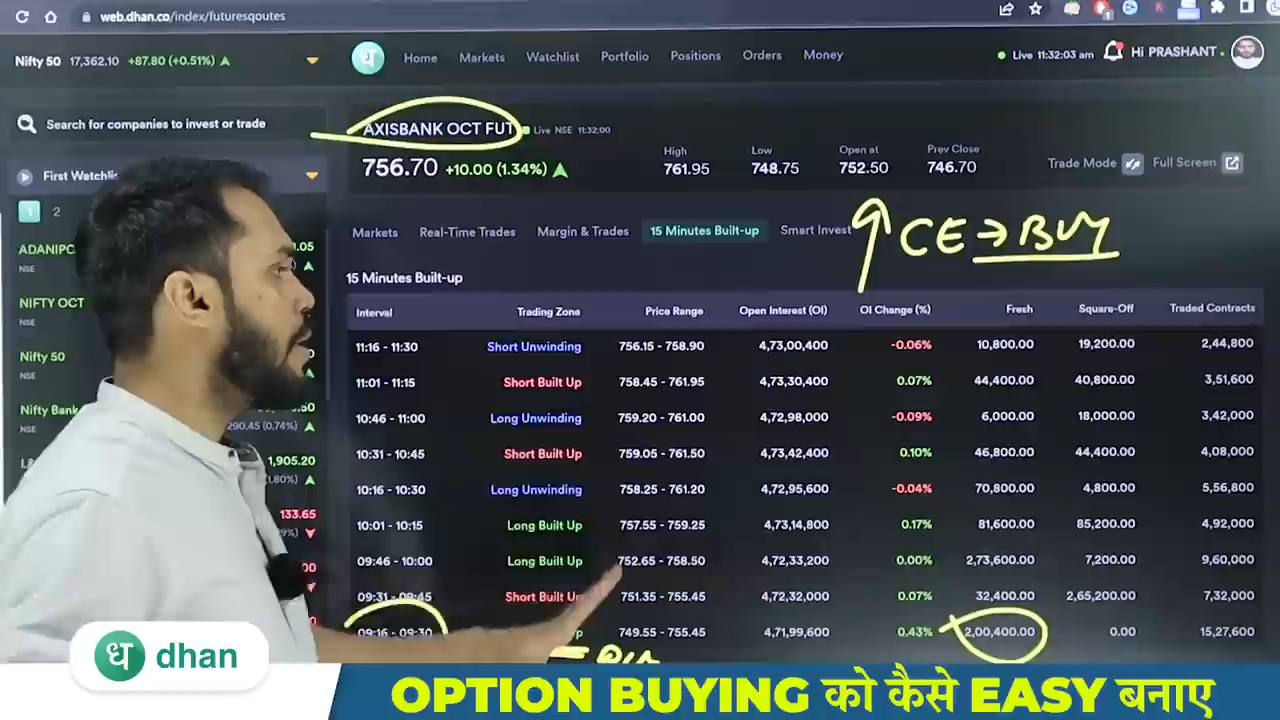 web.dhan.co/index/futuresqoutes
Nifty 50 17,362.10 +87.80 (+0.51%)
ध Home Markets Watchlist Portfolio Positions Orders Money
Live 11:32:03 am Hi PRASHANT
Search for companies to invest or trade
AXISBANK OCT FUT Live NSE 11:32:00
756.70 +10.00 (1.34%)
High Low Open at Prev Close
761.95 748.75 752.50 746.70
Trade Mode Full Screen
First Watchlis
1 2
ADANIPO
NSE
NIFTY OCT
NSE
Nifty 50
NSE
Nifty Bank
290.45 (0.74%)
1,905.20
133.65
Markets Real-Time Trades Margin & Trades 15 Minutes Built-up Smart Invest
CE → BUY
15 Minutes Built-up
Interval Trading Zone Price Range Open Interest (OI) OI Change (%) Fresh Square-Off Traded Contracts
11:16 - 11:30 Short Unwinding 756.15 - 758.90 4,73,00,400 -0.06% 10,800.00 19,200.00 2,44,800
11:01 - 11:15 Short Built Up 758.45 - 761.95 4,73,30,400 0.07% 44,400.00 40,800.00 3,51,600
10:46 - 11:00 Long Unwinding 759.20 - 761.00 4,72,98,000 -0.09% 6,000.00 18,000.00 3,42,000
10:31 - 10:45 Short Built Up 759.05 - 761.50 4,73,42,400 0.10% 46,800.00 44,400.00 4,08,000
10:16 - 10:30 Long Unwinding 758.25 - 761.20 4,72,95,600 -0.04% 70,800.00 4,800.00 5,56,800
10:01 - 10:15 Long Built Up 757.55 - 759.25 4,73,14,800 0.17% 81,600.00 85,200.00 4,92,000
09:46 - 10:00 Long Built Up 752.65 - 758.50 4,72,33,200 0.00% 2,73,600.00 7,200.00 9,60,000
09:31 - 09:45 Short Built Up 751.35 - 755.45 4,72,32,000 0.07% 32,400.00 2,65,200.00 7,32,000
09:16 - 09:30 749.55 - 755.45 4,71,99,600 0.43% 2,00,400.00 0.00 15,27,600
ध dhan
OPTION BUYING को कैसे EASY बनाए